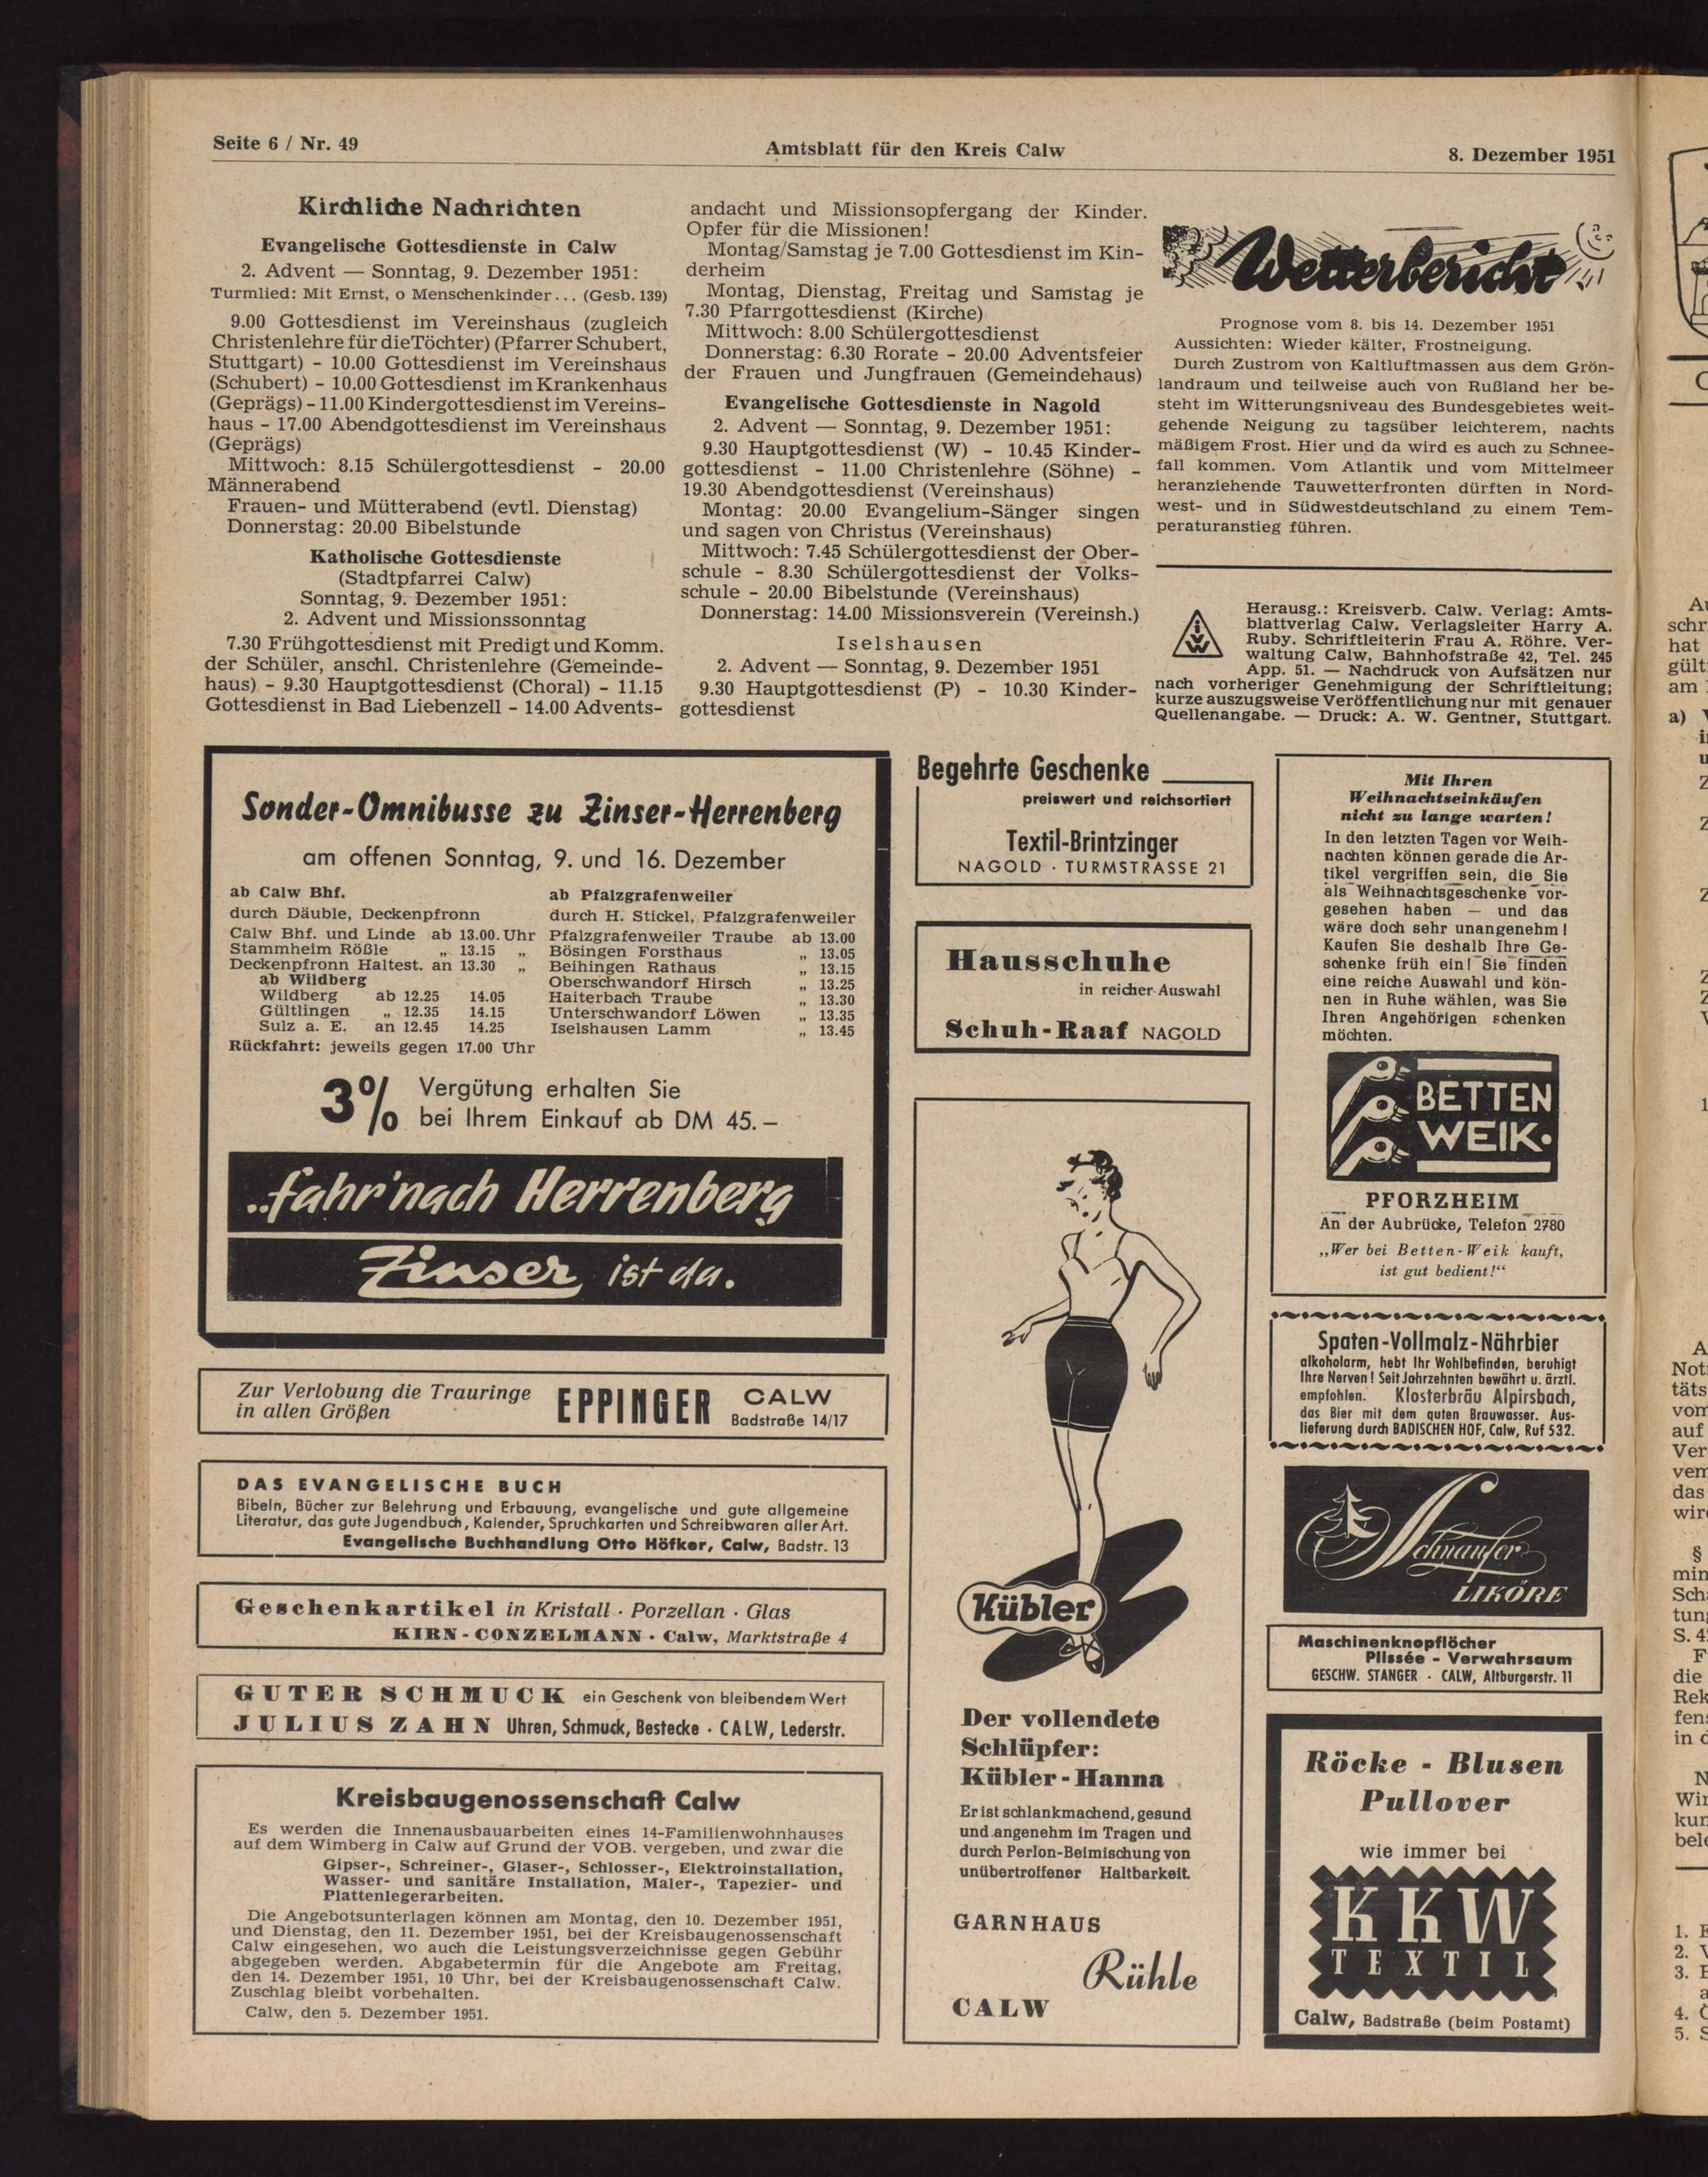 Seite 6 / Nr. 49
Amtsblatt für den Kreis Calw
8. Dezember 1951
Kirchliche Nachrichten
Evangelische Gottesdienste in Calw
2. Advent — Sonntag, 9. Dezember 1951:
Turmlied: Mit Ernst, o Menschenkinder... (Gesb. 139)
9.00 Gottesdienst im Vereinshaus (zugleich
Christenlehre für die Töchter) (Pfarrer Schubert,
Stuttgart) - 10.00 Gottesdienst im Vereinshaus
(Schubert) - 10.00 Gottesdienst im Krankenhaus
(Geprägs) - 11.00 Kindergottesdienst im Vereins-
haus - 17.00 Abendgottesdienst im Vereinshaus
(Geprägs)
Mittwoch: 8.15 Schülergottesdienst - 20.00
Männerabend
Frauen- und Mütterabend (evtl. Dienstag)
Donnerstag: 20.00 Bibelstunde
Katholische Gottesdienste
(Stadtpfarrei Calw)
Sonntag, 9. Dezember 1951:
2. Advent und Missionssonntag
7.30 Frühgottesdienst mit Predigt und Komm.
der Schüler, anschl. Christenlehre (Gemeinde-
haus) - 9.30 Hauptgottesdienst (Choral) - 11.15
Gottesdienst in Bad Liebenzell - 14.00 Advents-
andacht und Missionsopfergang der Kinder.
Opfer für die Missionen!
Montag/Samstag je 7.00 Gottesdienst im Kin-
derheim
Montag, Dienstag, Freitag und Samstag je
7.30 Pfarrgottesdienst (Kirche)
Mittwoch: 8.00 Schülergottesdienst
Donnerstag: 6.30 Rorate - 20.00 Adventsfeier
der Frauen und Jungfrauen (Gemeindehaus)
Evangelische Gottesdienste in Nagold
2. Advent — Sonntag, 9. Dezember 1951:
9.30 Hauptgottesdienst (W) - 10.45 Kinder-
gottesdienst - 11.00 Christenlehre (Söhne) -
19.30 Abendgottesdienst (Vereinshaus)
Montag: 20.00 Evangelium-Sänger singen
und sagen von Christus (Vereinshaus)
Mittwoch: 7.45 Schülergottesdienst der Ober-
schule - 8.30 Schülergottesdienst der Volks-
schule - 20.00 Bibelstunde (Vereinshaus)
Donnerstag: 14.00 Missionsverein (Vereinsh.)
Iselshausen
2. Advent — Sonntag, 9. Dezember 1951
9.30 Hauptgottesdienst (P) - 10.30 Kinder-
gottesdienst
Wetterbericht
Prognose vom 8. bis 14. Dezember 1951
Aussichten: Wieder kälter, Frostneigung.
Durch Zustrom von Kaltluftmassen aus dem Grön-
landraum und teilweise auch von Rußland her be-
steht im Witterungsniveau des Bundesgebietes weit-
gehende Neigung zu tagsüber leichterem, nachts
mäßigem Frost. Hier und da wird es auch zu Schnee-
fall kommen. Vom Atlantik und vom Mittelmeer
heranziehende Tauwetterfronten dürften in Nord-
west- und in Südwestdeutschland zu einem Tem-
peraturanstieg führen.
Herausg.: Kreisverb. Calw. Verlag: Amts-
blattverlag Calw. Verlagsleiter Harry A.
Ruby. Schriftleiterin Frau A. Röhre. Ver-
waltung Calw, Bahnhofstraße 42, Tel. 245
App. 51. — Nachdruck von Aufsätzen nur
nach vorheriger Genehmigung der Schriftleitung;
kurze auszugsweise Veröffentlichung nur mit genauer
Quellenangabe. — Druck: A. W. Gentner, Stuttgart.
Sonder-Omnibusse zu Zinser-Herrenberg
am offenen Sonntag, 9. und 16. Dezember
ab Calw Bhf.
durch Däuble, Deckenpfronn
Calw Bhf. und Linde ab 13.00 Uhr
Stammheim Rößle „ 13.15 „
Deckenpfronn Haltest. an 13.30 „
ab Wildberg
Wildberg ab 12.25 14.05
Gültlingen „ 12.35 14.15
Sulz a. E. an 12.45 14.25
Rückfahrt: jeweils gegen 17.00 Uhr
ab Pfalzgrafenweiler
durch H. Stickel, Pfalzgrafenweiler
Pfalzgrafenweiler Traube ab 13.00
Bösingen Forsthaus „ 13.05
Beihingen Rathaus „ 13.15
Oberschwandorf Hirsch „ 13.25
Haiterbach Traube „ 13.30
Unterschwandorf Löwen „ 13.35
Iselshausen Lamm „ 13.45
3% Vergütung erhalten Sie
bei Ihrem Einkauf ab DM 45.–
..fahr' nach Herrenberg
Zinser ist da.
Zur Verlobung die Trauringe
in allen Größen
EPPINGER
CALW
Badstraße 14/17
DAS EVANGELISCHE BUCH
Bibeln, Bücher zur Belehrung und Erbauung, evangelische und gute allgemeine
Literatur, das gute Jugendbuch, Kalender, Spruchkarten und Schreibwaren aller Art.
Evangelische Buchhandlung Otto Höfker, Calw, Badstr. 13
Geschenkartikel in Kristall · Porzellan · Glas
KIRN-CONZELMANN · Calw, Marktstraße 4
GUTER SCHMUCK ein Geschenk von bleibendem Wert
JULIUS ZAHN Uhren, Schmuck, Bestecke · CALW, Lederstr.
Kreisbaugenossenschaft Calw
Es werden die Innenausbauarbeiten eines 14-Familienwohnhauses
auf dem Wimberg in Calw auf Grund der VOB. vergeben, und zwar die
Gipser-, Schreiner-, Glaser-, Schlosser-, Elektroinstallation,
Wasser- und sanitäre Installation, Maler-, Tapezier- und
Plattenlegerarbeiten.
Die Angebotsunterlagen können am Montag, den 10. Dezember 1951,
und Dienstag, den 11. Dezember 1951, bei der Kreisbaugenossenschaft
Calw eingesehen, wo auch die Leistungsverzeichnisse gegen Gebühr
abgegeben werden. Abgabetermin für die Angebote am Freitag,
den 14. Dezember 1951, 10 Uhr, bei der Kreisbaugenossenschaft Calw.
Zuschlag bleibt vorbehalten.
Calw, den 5. Dezember 1951.
Begehrte Geschenke
preiswert und reichsortiert
Textil-Brintzinger
NAGOLD · TURMSTRASSE 21
Hausschuhe
in reicher Auswahl
Schuh-Raaf NAGOLD
Kübler
Der vollendete
Schlüpfer:
Kübler-Hanna
Er ist schlankmachend, gesund
und angenehm im Tragen und
durch Perlon-Beimischung von
unübertroffener Haltbarkeit.
GARNHAUS
Rühle
CALW
Mit Ihren
Weihnachtseinkäufen
nicht zu lange warten!
In den letzten Tagen vor Weih-
nachten können gerade die Ar-
tikel vergriffen sein, die Sie
als Weihnachtsgeschenke vor-
gesehen haben — und das
wäre doch sehr unangenehm!
Kaufen Sie deshalb Ihre Ge-
schenke früh ein! Sie finden
eine reiche Auswahl und kön-
nen in Ruhe wählen, was Sie
Ihren Angehörigen schenken
möchten.
BETTEN
WEIK.
PFORZHEIM
An der Aubrücke, Telefon 2780
„Wer bei Betten-Weik kauft,
ist gut bedient!“
Spaten-Vollmalz-Nährbier
alkoholarm, hebt Ihr Wohlbefinden, beruhigt
Ihre Nerven! Seit Jahrzehnten bewährt u. ärztl.
empfohlen. Klosterbräu Alpirsbach,
das Bier mit dem guten Brauwasser. Aus-
lieferung durch BADISCHEN HOF, Calw, Ruf 532.
Schnaufer
LIKÖRE
Maschinenknopflöcher
Plissée - Verwahrsaum
GESCHW. STANGER · CALW, Altburgerstr. 11
Röcke - Blusen
Pullover
wie immer bei
KKW
TEXTIL
Calw, Badstraße (beim Postamt)